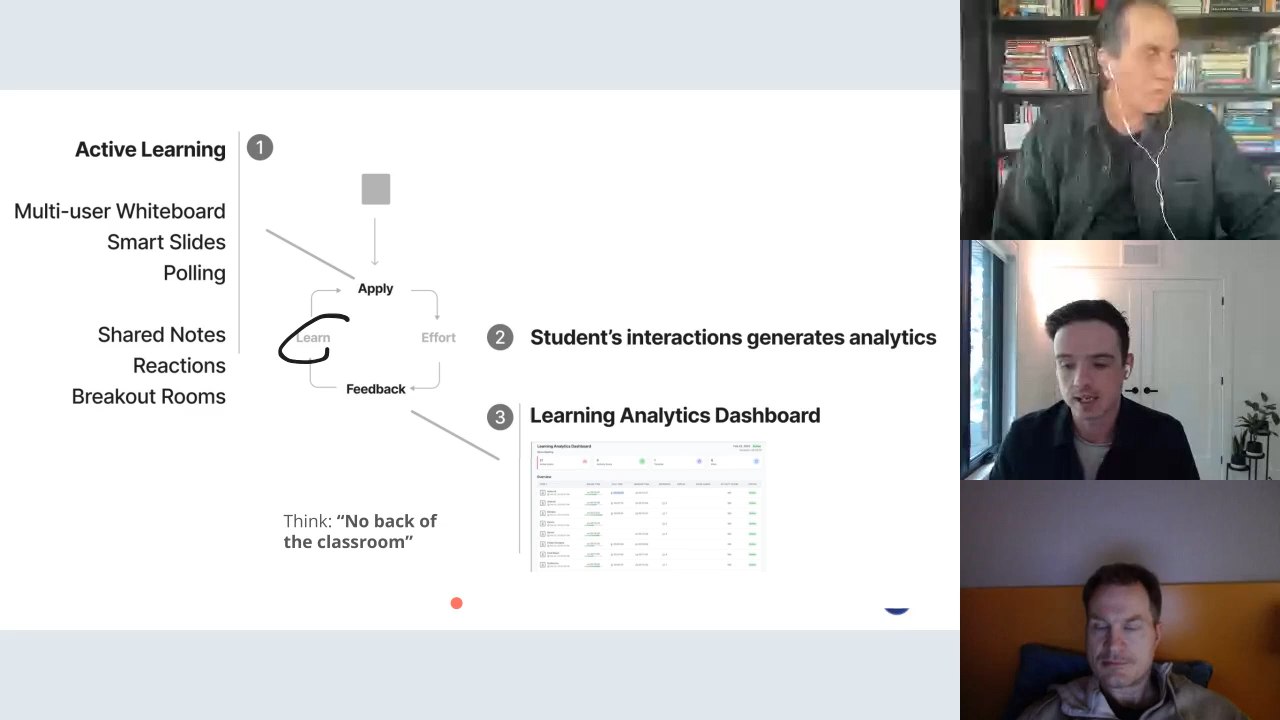 Active Learning
1
Multi-user Whiteboard
Smart Slides
Polling
Shared Notes
Reactions
Breakout Rooms
Apply
Learn
Effort
Feedback
2
Student’s interactions generates analytics
3
Learning Analytics Dashboard
Learning Analytics Dashboard
Overview
Think: “No back of
the classroom”